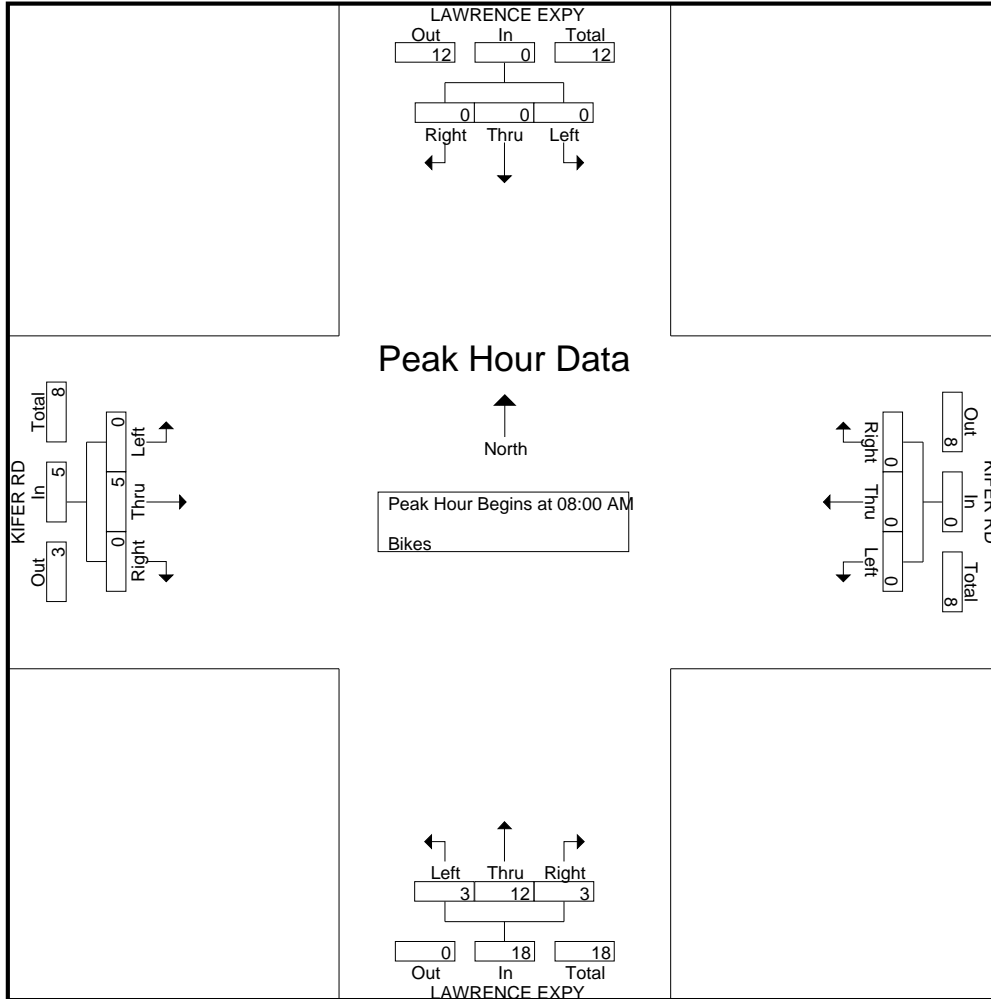 LAWRENCE EXPY
Out In Total
12 0 12
0 0 0
Right Thru Left
Peak Hour Data
North
Peak Hour Begins at 08:00 AM
Bikes
KIFER RD
Total In Out
8 5 3
0 5 0
Left Thru Right
KIFER RD
Out In Total
8 0 8
0 0 0
Right Thru Left
Left Thru Right
3 12 3
0 18 18
Out In Total
LAWRENCE EXPY